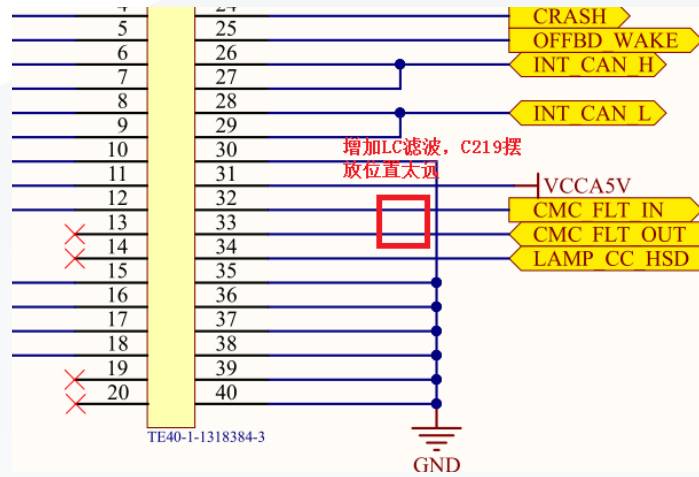 4 24 CRASH
5 25 OFFBD_WAKE
6 26 INT_CAN_H
7 27
8 28 INT_CAN_L
9 29
增加LC滤波，C219摆
放位置太远
10 30
11 31 VCCA5V
12 32 CMC_FLT_IN
13 33 CMC_FLT_OUT
14 34 LAMP_CC_HSD
15 35
16 36
17 37
18 38
19 39
20 40
TE40-1-1318384-3
GND